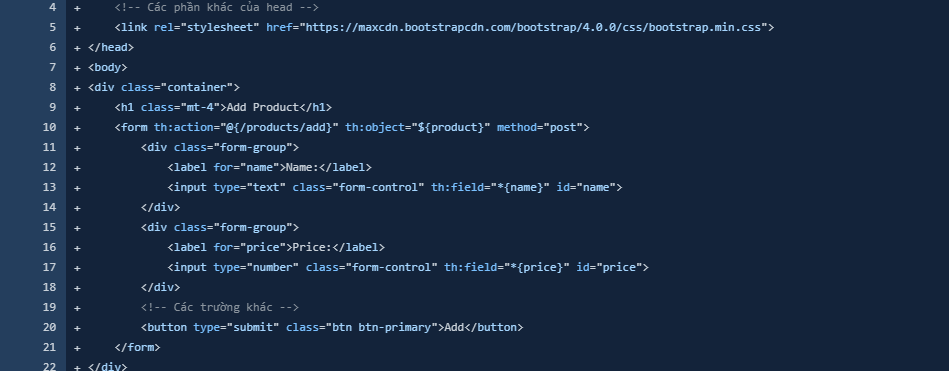 4 + <!-- Các phần khác của head -->
5 + <link rel="stylesheet" href="https://maxcdn.bootstrapcdn.com/bootstrap/4.0.0/css/bootstrap.min.css">
6 + </head>
7 + <body>
8 + <div class="container">
9 + <h1 class="mt-4">Add Product</h1>
10 + <form th:action="@{/products/add}" th:object="${product}" method="post">
11 + <div class="form-group">
12 + <label for="name">Name:</label>
13 + <input type="text" class="form-control" th:field="*{name}" id="name">
14 + </div>
15 + <div class="form-group">
16 + <label for="price">Price:</label>
17 + <input type="number" class="form-control" th:field="*{price}" id="price">
18 + </div>
19 + <!-- Các trường khác -->
20 + <button type="submit" class="btn btn-primary">Add</button>
21 + </form>
22 + </div>